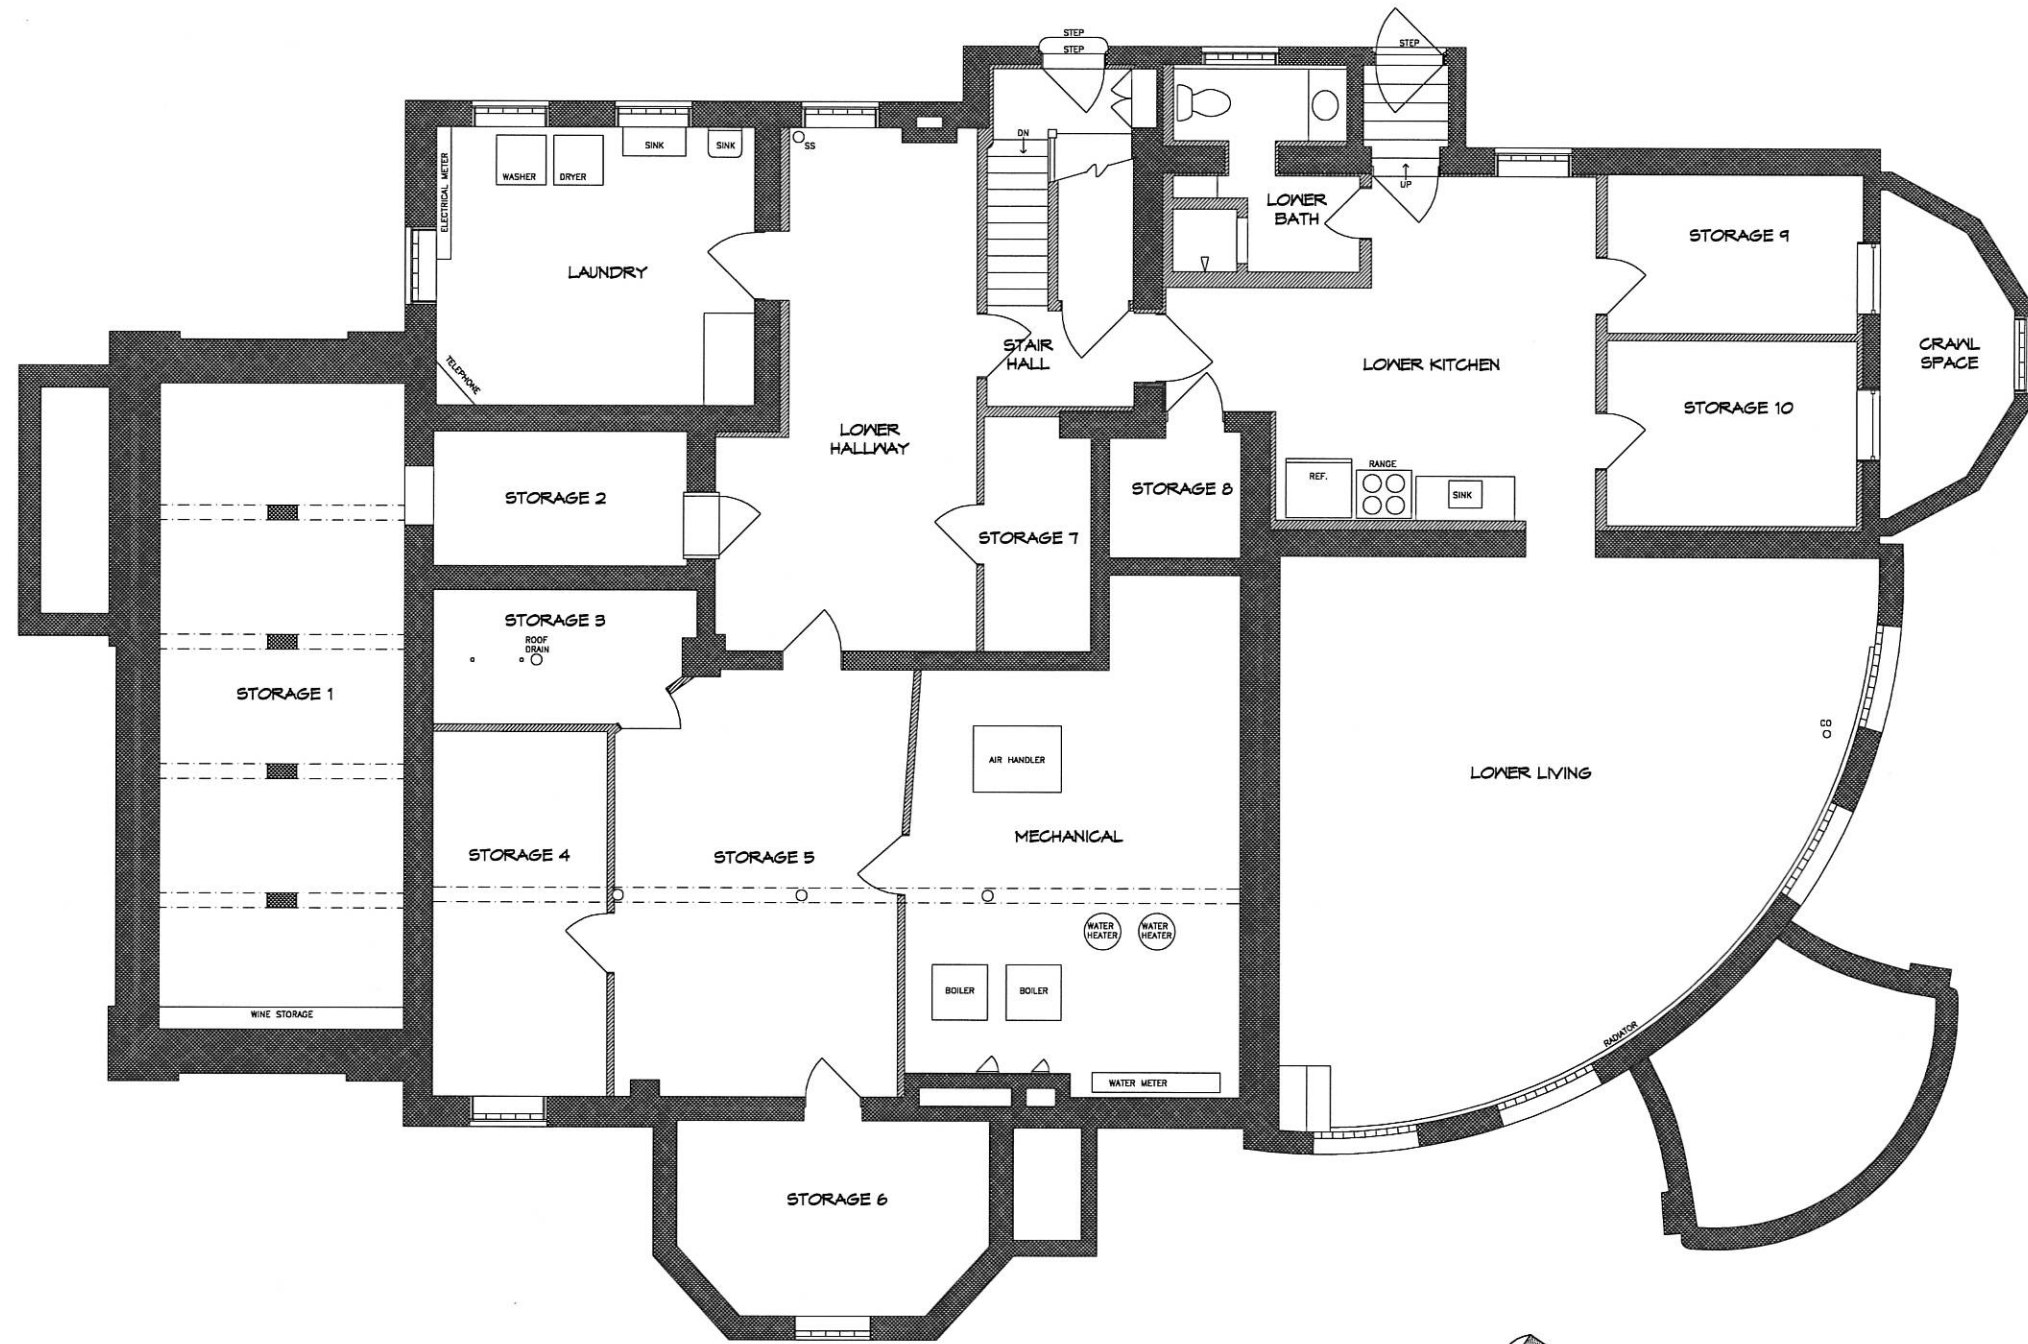 STEP
STEP
STEP
DN
SS
SINK
SINK
WASHER
DRYER
ELECTRICAL METER
UP
LOWER
BATH
STORAGE 9
LAUNDRY
TELEPHONE
STAIR
HALL
LOWER KITCHEN
CRAWL
SPACE
STORAGE 10
LOWER
HALLWAY
REF.
RANGE
SINK
STORAGE 8
STORAGE 2
STORAGE 7
STORAGE 3
ROOF
DRAIN
STORAGE 1
CO
AIR HANDLER
LOWER LIVING
MECHANICAL
STORAGE 4
STORAGE 5
WATER
HEATER
WATER
HEATER
BOILER
BOILER
WINE STORAGE
RADIATOR
WATER METER
STORAGE 6